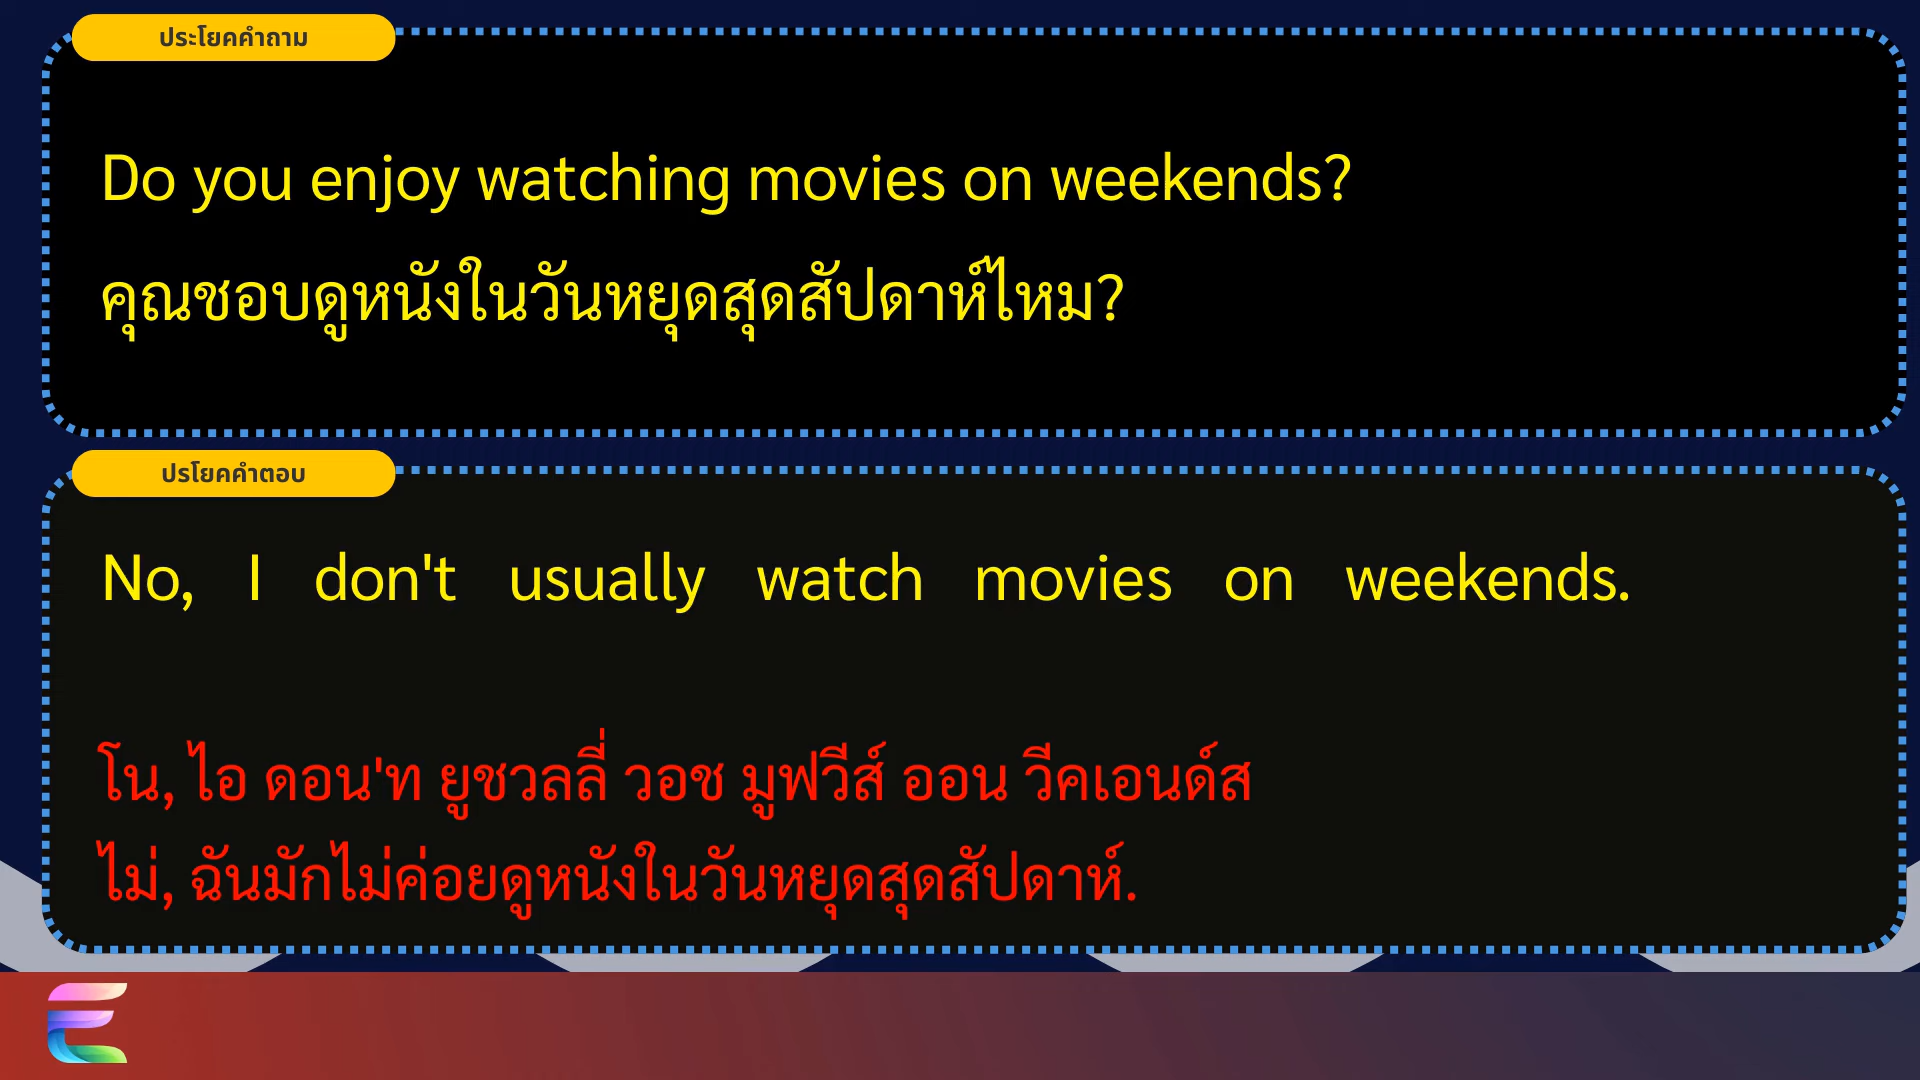 ประโยคคำถาม
Do you enjoy watching movies on weekends?
คุณชอบดูหนังในวันหยุดสุดสัปดาห์ไหม?
ปรโยคคำตอบ
No, I don't usually watch movies on weekends.
โน, ไอ ดอน'ท ยูชวลลี่ วอช มูฟวีส์ ออน วีคเอนด์ส
ไม่, ฉันมักไม่ค่อยดูหนังในวันหยุดสุดสัปดาห์.